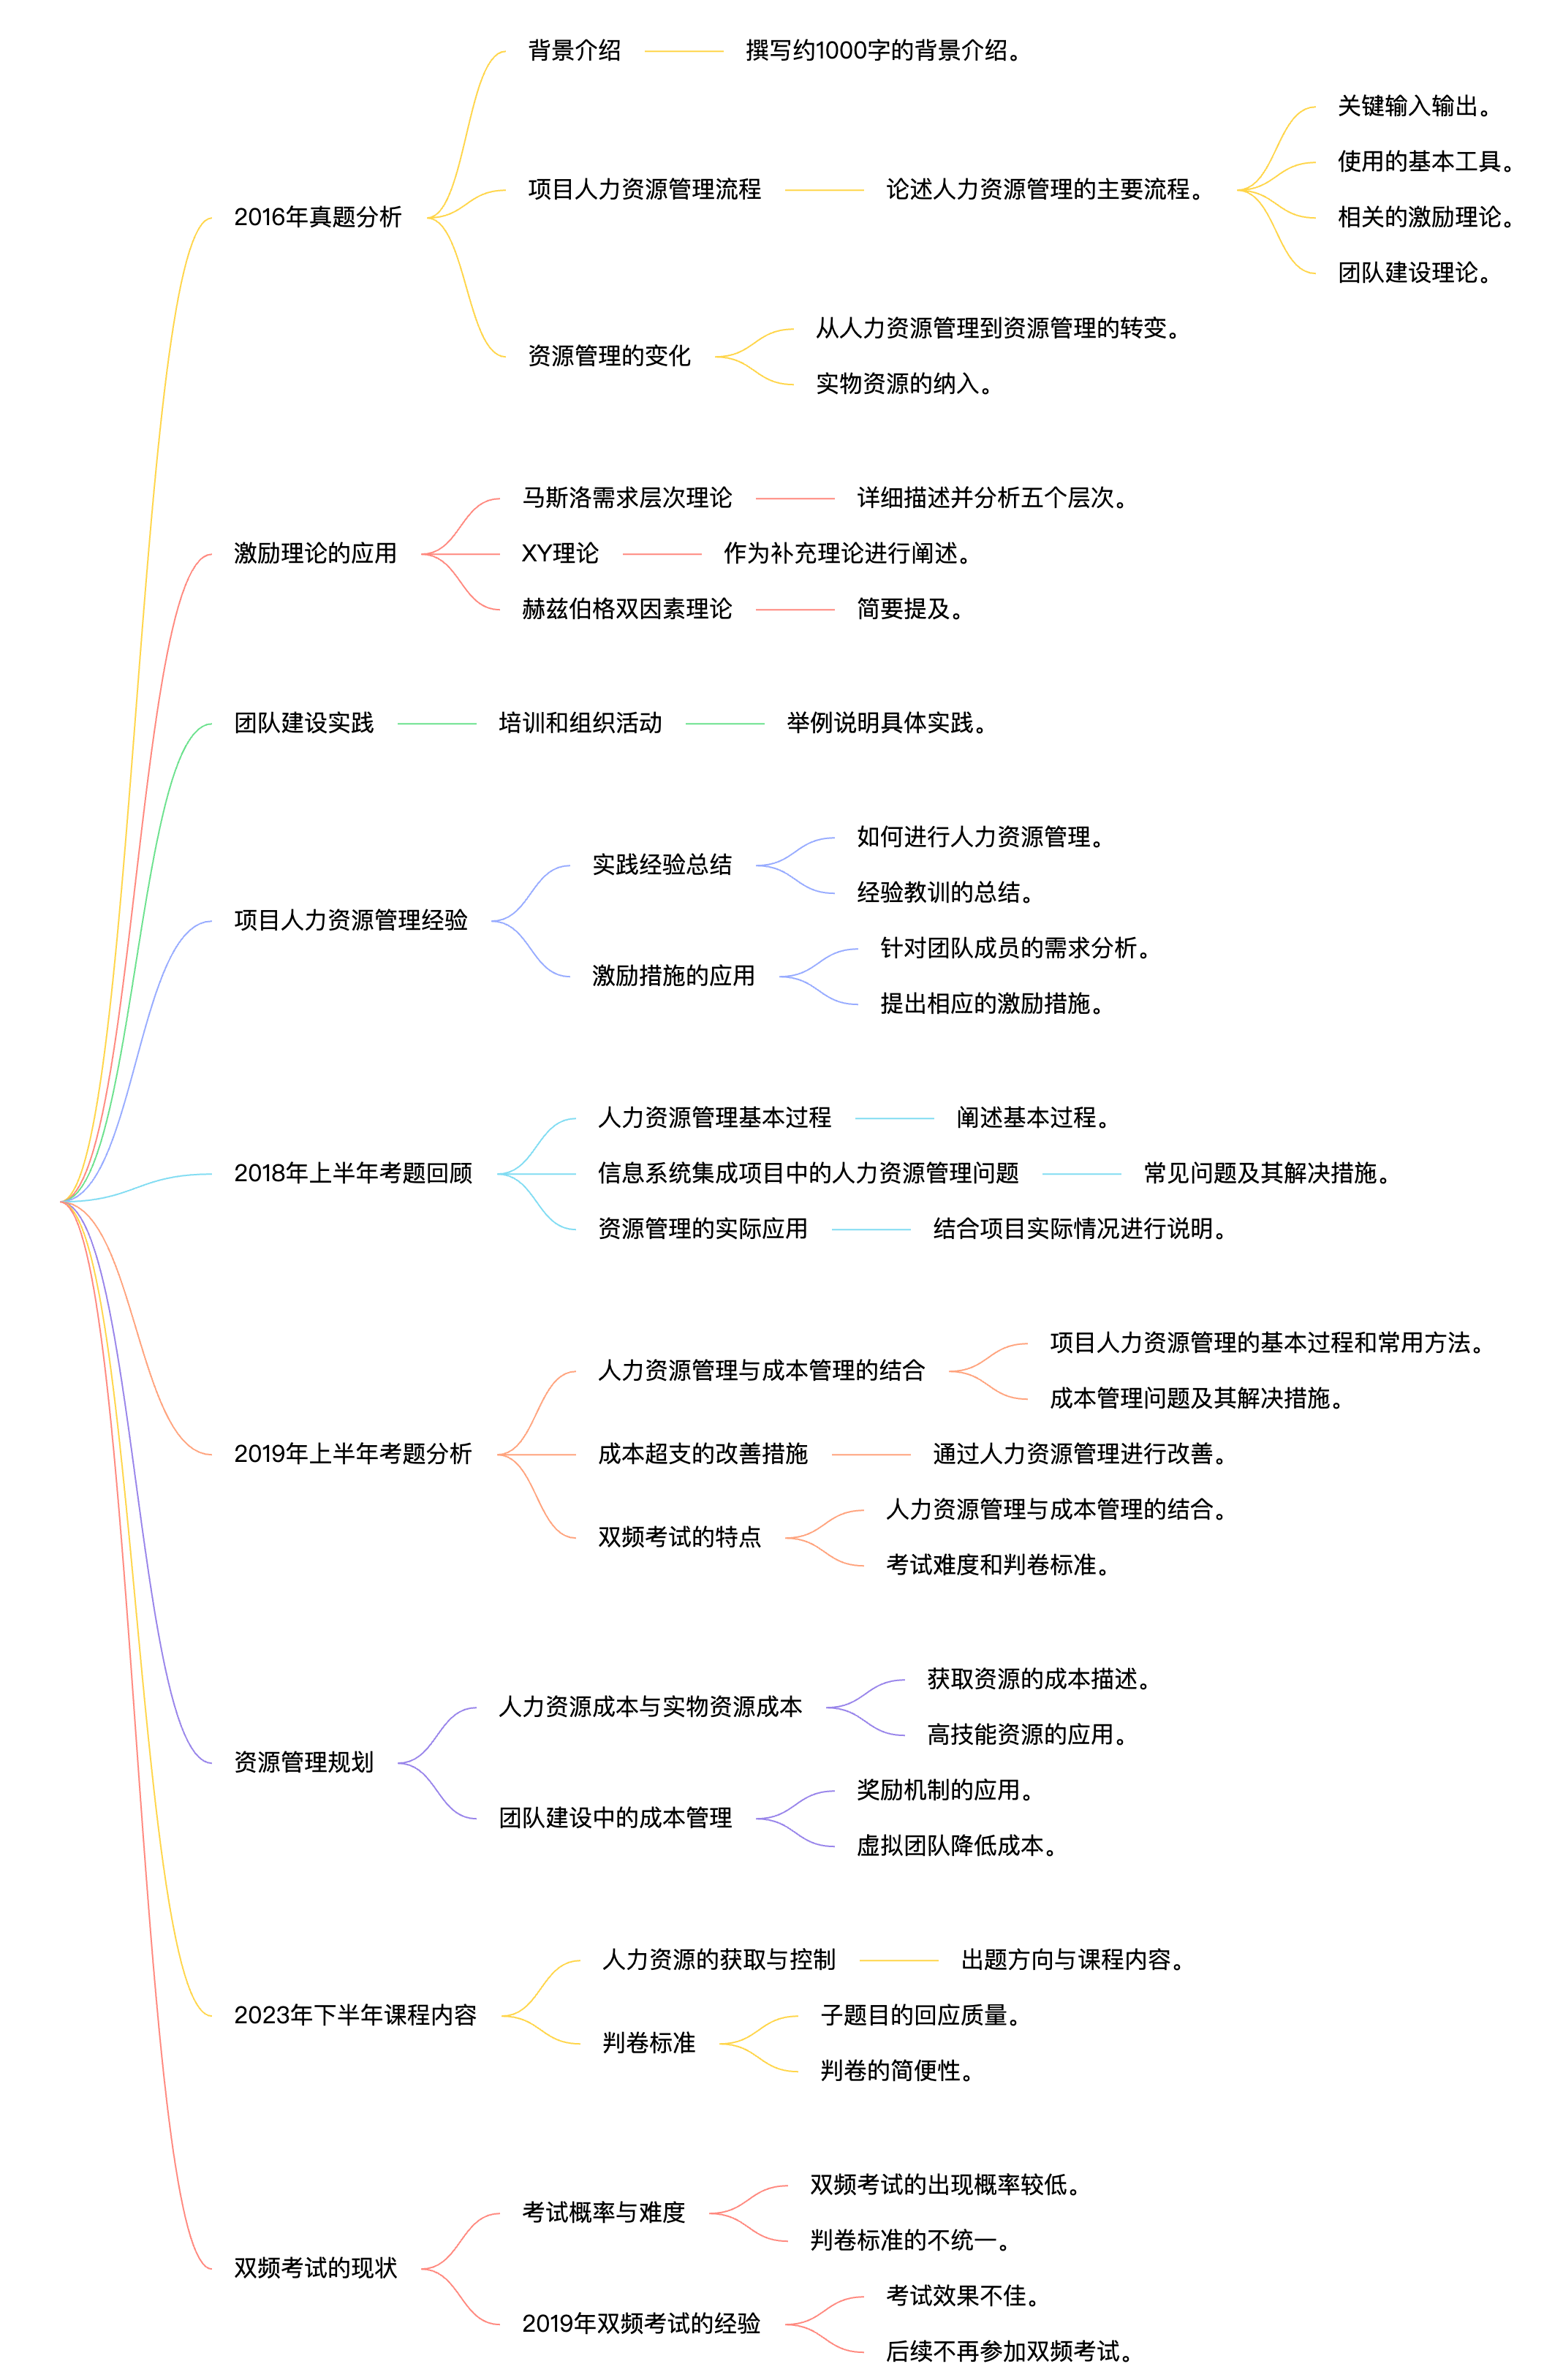 2016年真题分析
背景介绍
撰写约1000字的背景介绍。
项目人力资源管理流程
论述人力资源管理的主要流程。
关键输入输出。
使用的基本工具。
相关的激励理论。
团队建设理论。
资源管理的变化
从人力资源管理到资源管理的转变。
实物资源的纳入。
激励理论的应用
马斯洛需求层次理论
详细描述并分析五个层次。
XY理论
作为补充理论进行阐述。
赫兹伯格双因素理论
简要提及。
团队建设实践
培训和组织活动
举例说明具体实践。
项目人力资源管理经验
实践经验总结
如何进行人力资源管理。
经验教训的总结。
激励措施的应用
针对团队成员的需求分析。
提出相应的激励措施。
2018年上半年考题回顾
人力资源管理基本过程
阐述基本过程。
信息系统集成项目中的人力资源管理问题
常见问题及其解决措施。
资源管理的实际应用
结合项目实际情况进行说明。
2019年上半年考题分析
人力资源管理与成本管理的结合
项目人力资源管理的基本过程和常用方法。
成本管理问题及其解决措施。
成本超支的改善措施
通过人力资源管理进行改善。
双频考试的特点
人力资源管理与成本管理的结合。
考试难度和判卷标准。
资源管理规划
人力资源成本与实物资源成本
获取资源的成本描述。
高技能资源的应用。
团队建设中的成本管理
奖励机制的应用。
虚拟团队降低成本。
2023年下半年课程内容
人力资源的获取与控制
出题方向与课程内容。
判卷标准
子题目的回应质量。
判卷的简便性。
双频考试的现状
考试概率与难度
双频考试的出现概率较低。
判卷标准的不统一。
2019年双频考试的经验
考试效果不佳。
后续不再参加双频考试。